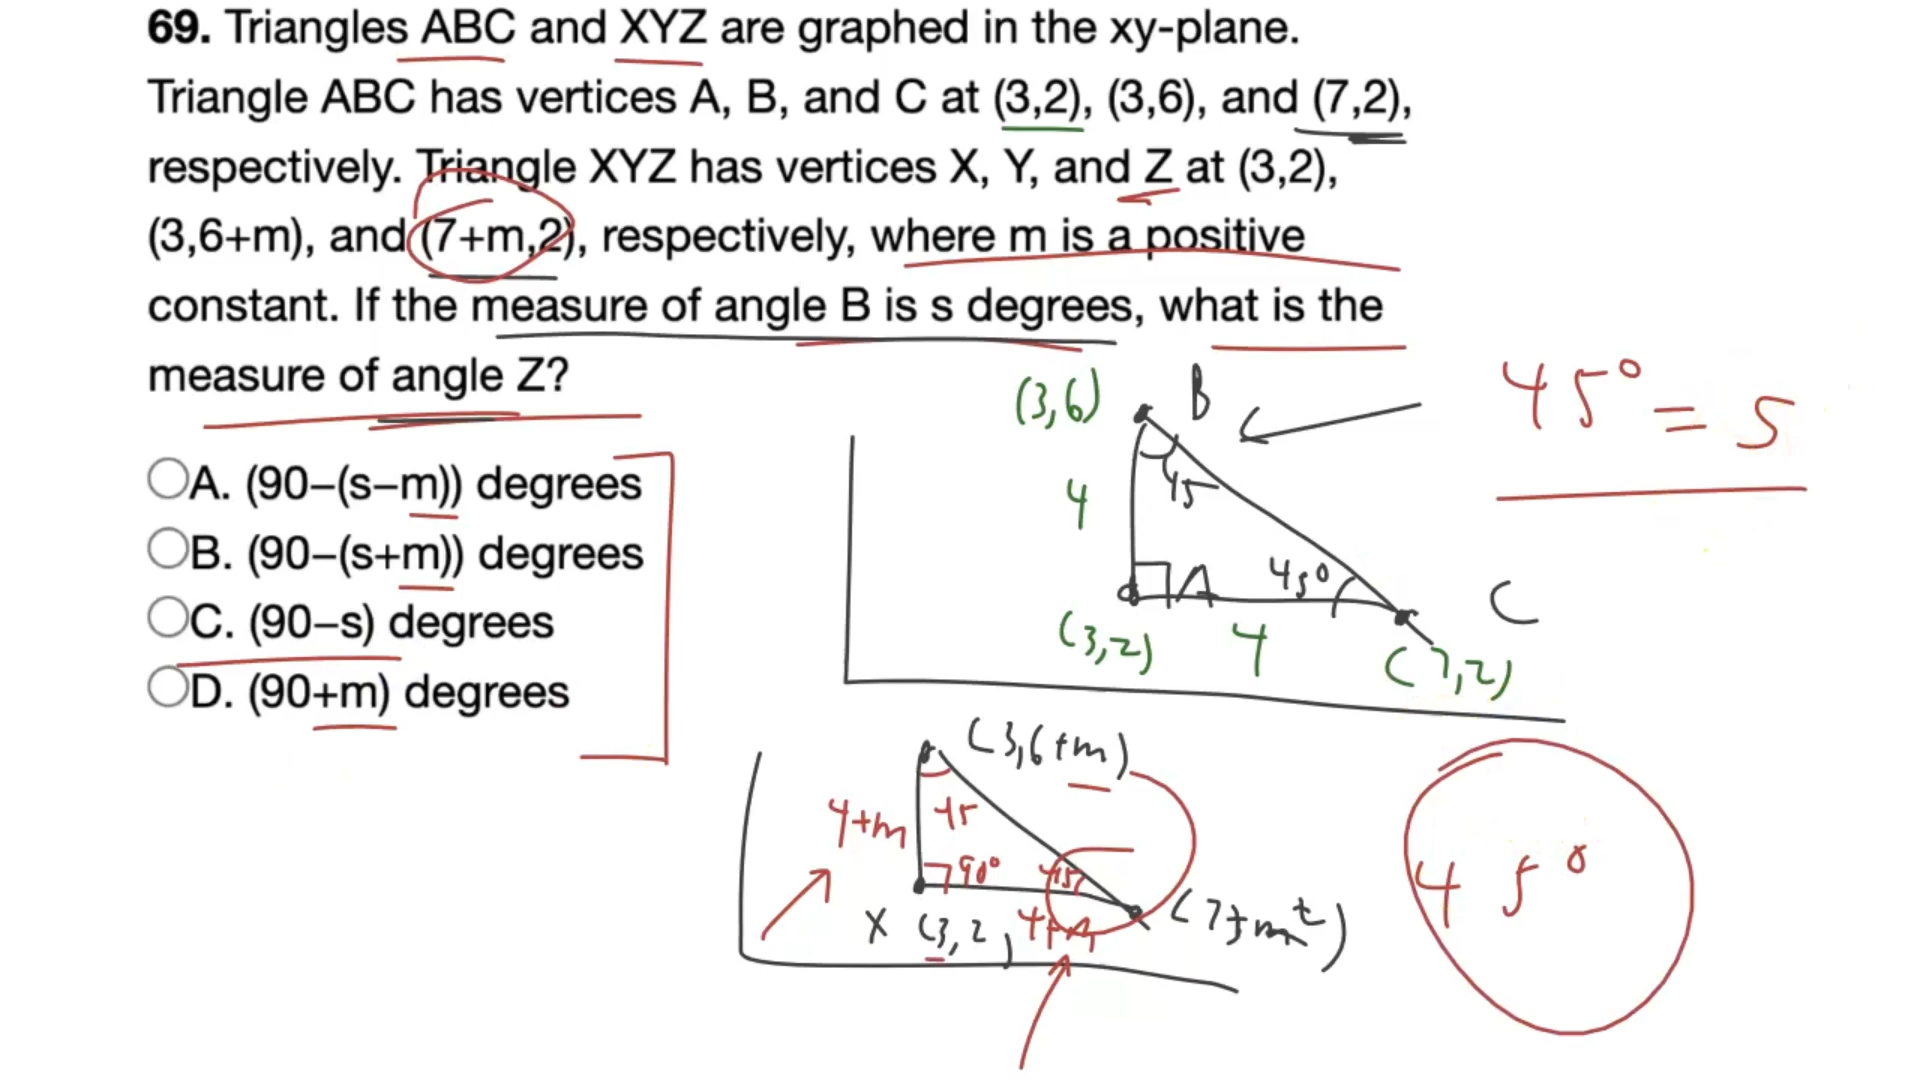 69. Triangles ABC and XYZ are graphed in the xy-plane.
Triangle ABC has vertices A, B, and C at (3,2), (3,6), and (7,2),
respectively. Triangle XYZ has vertices X, Y, and Z at (3,2),
(3,6+m), and (7+m,2), respectively, where m is a positive
constant. If the measure of angle B is s degrees, what is the
measure of angle Z?
A. (90–(s–m)) degrees
B. (90–(s+m)) degrees
C. (90–s) degrees
D. (90+m) degrees
(3,6) B
45° = s
4 45
A 45° C
(3,2) 4 (7,2)
(3,6+m)
4+m 45
90° 45
X (3,2) 4+m
45°